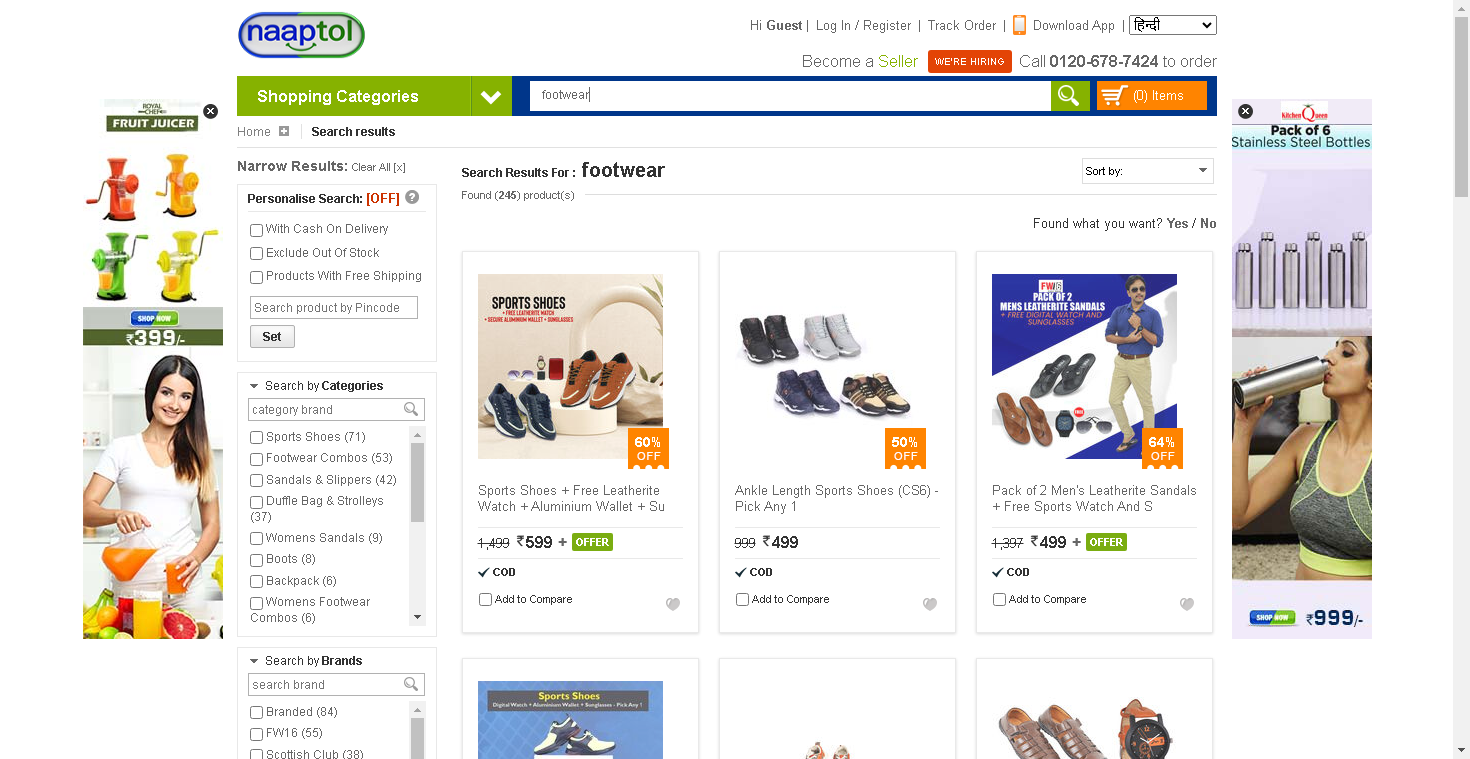 naaptol
Hi Guest | Log In / Register | Track Order | Download App | हिन्दी
Become a Seller WE'RE HIRING Call 0120-678-7424 to order
Shopping Categories
footwear
(0) Items
Home Search results
ROYAL CHEF
FRUIT JUICER
SHOP NOW
₹399/-
Narrow Results: Clear All [x]
Personalise Search: [OFF] ?
With Cash On Delivery
Exclude Out Of Stock
Products With Free Shipping
Search product by Pincode
Set
Search by Categories
category brand
Sports Shoes (71)
Footwear Combos (53)
Sandals & Slippers (42)
Duffle Bag & Strolleys
(37)
Womens Sandals (9)
Boots (8)
Backpack (6)
Womens Footwear
Combos (6)
Search by Brands
search brand
Branded (84)
FW16 (55)
Scottish Club (38)
Search Results For : footwear
Sort by:
Found (245) product(s)
Found what you want? Yes / No
SPORTS SHOES
+ FREE LEATHERITE WATCH
+ SECURE ALUMINIUM WALLET + SUNGLASSES
60%
OFF
Sports Shoes + Free Leatherite
Watch + Aluminium Wallet + Su
1,499 ₹599 + OFFER
COD
Add to Compare
50%
OFF
Ankle Length Sports Shoes (CS6) -
Pick Any 1
999 ₹499
COD
Add to Compare
FW6
PACK OF 2
MENS LEATHERITE SANDALS
+ FREE DIGITAL WATCH AND
SUNGLASSES
FREE
64%
OFF
Pack of 2 Men's Leatherite Sandals
+ Free Sports Watch And S
1,397 ₹499 + OFFER
COD
Add to Compare
Sports Shoes
Digital Watch + Aluminium Wallet + Sunglasses - Pick Any 1
Kitchen Queen
Pack of 6
Stainless Steel Bottles
SHOP NOW
₹999/-